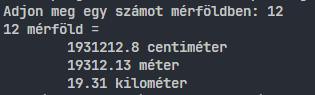 Adjon meg egy számot mérföldben: 12
12 mérföld =
1931212.8 centiméter
19312.13 méter
19.31 kilométer